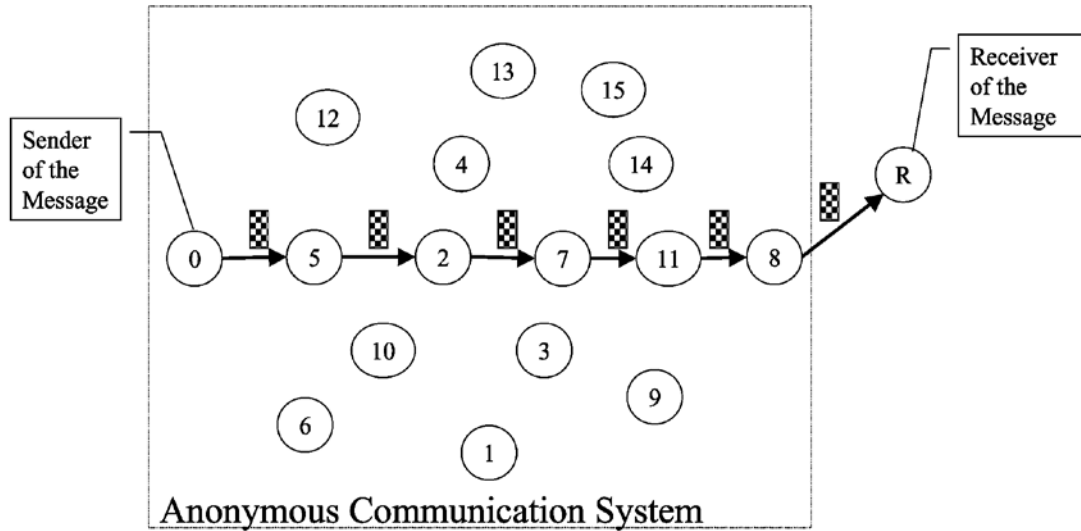 13
15
12
Receiver
of the
Message
Sender
of the
Message
4
14
R
0
5
2
7
11
8
10
3
9
6
1
Anonymous Communication System